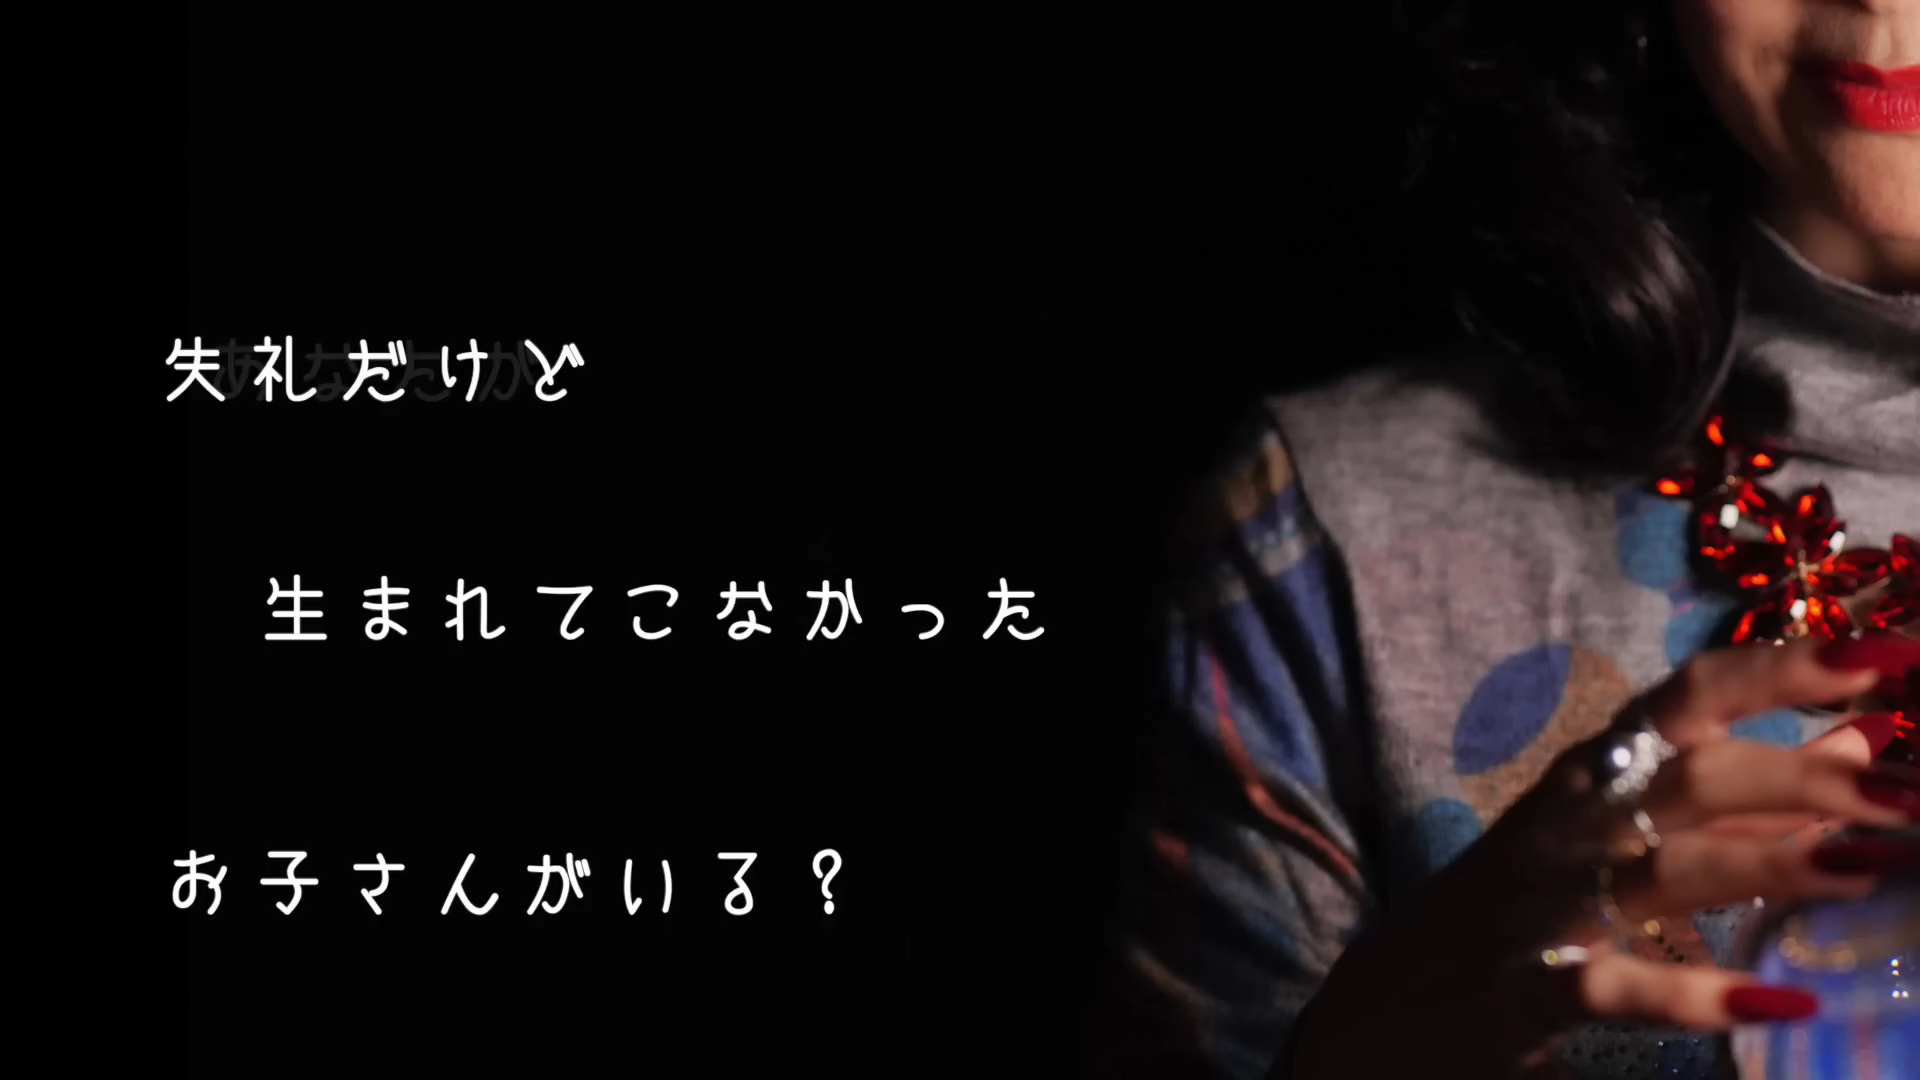 失礼だけど
生まれてこなかった
お子さんがいる?